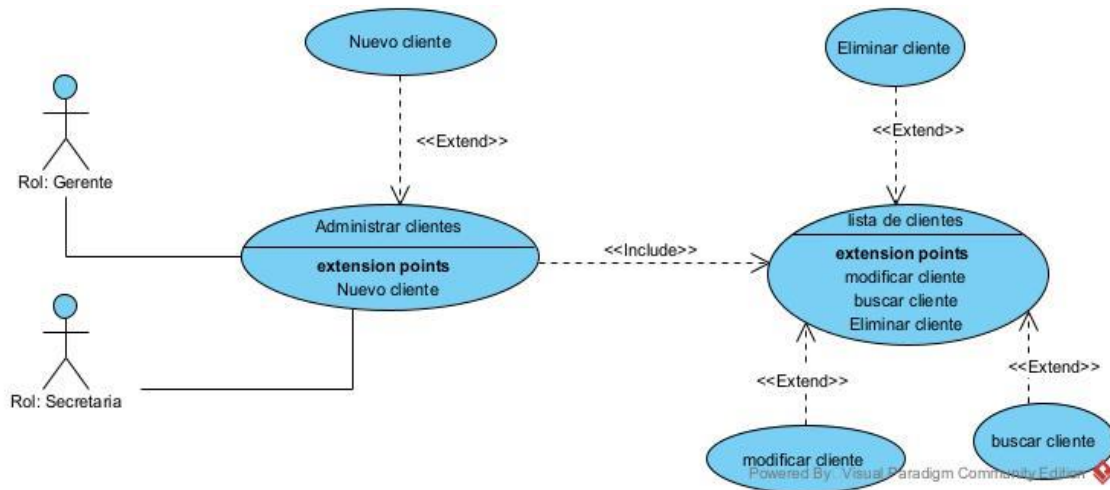 Nuevo cliente
Eliminar cliente
<<Extend>>
<<Extend>>
Rol: Gerente
Administrar clientes
extension points
Nuevo cliente
<<Include>>
lista de clientes
extension points
modificar cliente
buscar cliente
Eliminar cliente
Rol: Secretaria
<<Extend>>
<<Extend>>
modificar cliente
buscar cliente
Powered By Visual Paradigm Community Edition